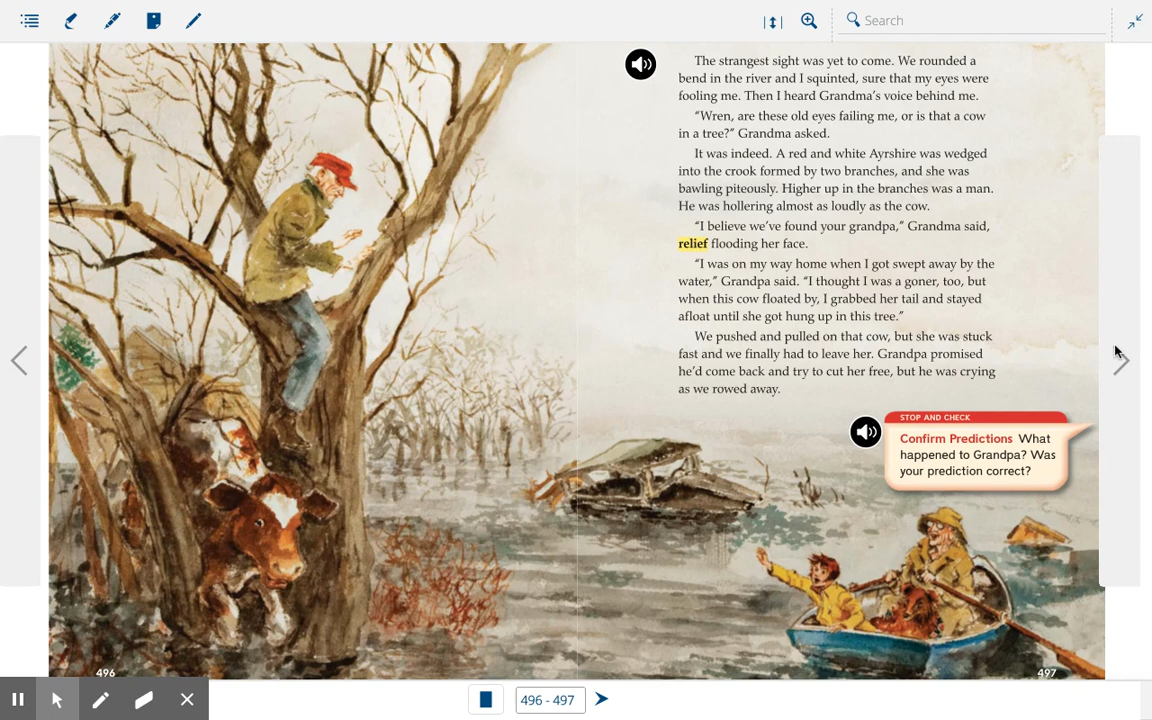 Search
The strangest sight was yet to come. We rounded a
bend in the river and I squinted, sure that my eyes were
fooling me. Then I heard Grandma’s voice behind me.
“Wren, are these old eyes failing me, or is that a cow
in a tree?” Grandma asked.
It was indeed. A red and white Ayrshire was wedged
into the crook formed by two branches, and she was
bawling piteously. Higher up in the branches was a man.
He was hollering almost as loudly as the cow.
“I believe we’ve found your grandpa,” Grandma said,
relief flooding her face.
“I was on my way home when I got swept away by the
water,” Grandpa said. “I thought I was a goner, too, but
when this cow floated by, I grabbed her tail and stayed
afloat until she got hung up in this tree.”
We pushed and pulled on that cow, but she was stuck
fast and we finally had to leave her. Grandpa promised
he’d come back and try to cut her free, but he was crying
as we rowed away.
STOP AND CHECK
Confirm Predictions What
happened to Grandpa? Was
your prediction correct?
496
497
496 - 497